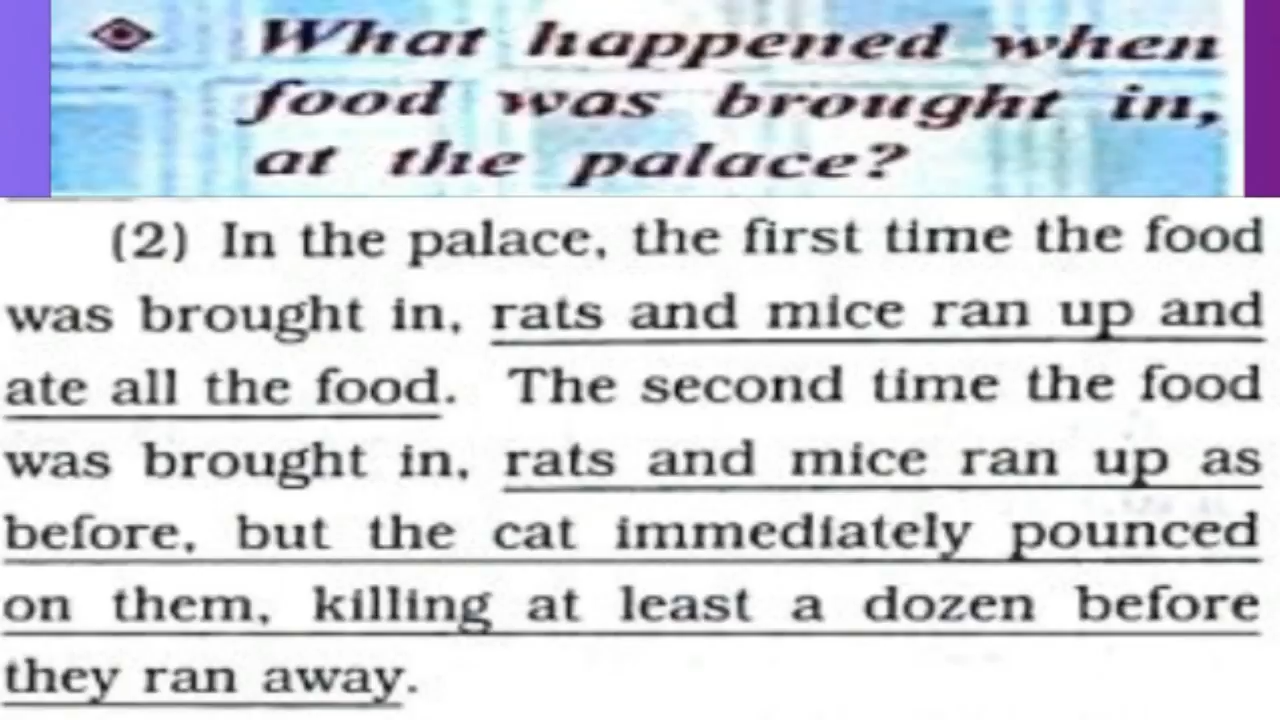 What happened when
food was brought in,
at the palace?
(2) In the palace, the first time the food
was brought in, rats and mice ran up and
ate all the food. The second time the food
was brought in, rats and mice ran up as
before, but the cat immediately pounced
on them, killing at least a dozen before
they ran away.